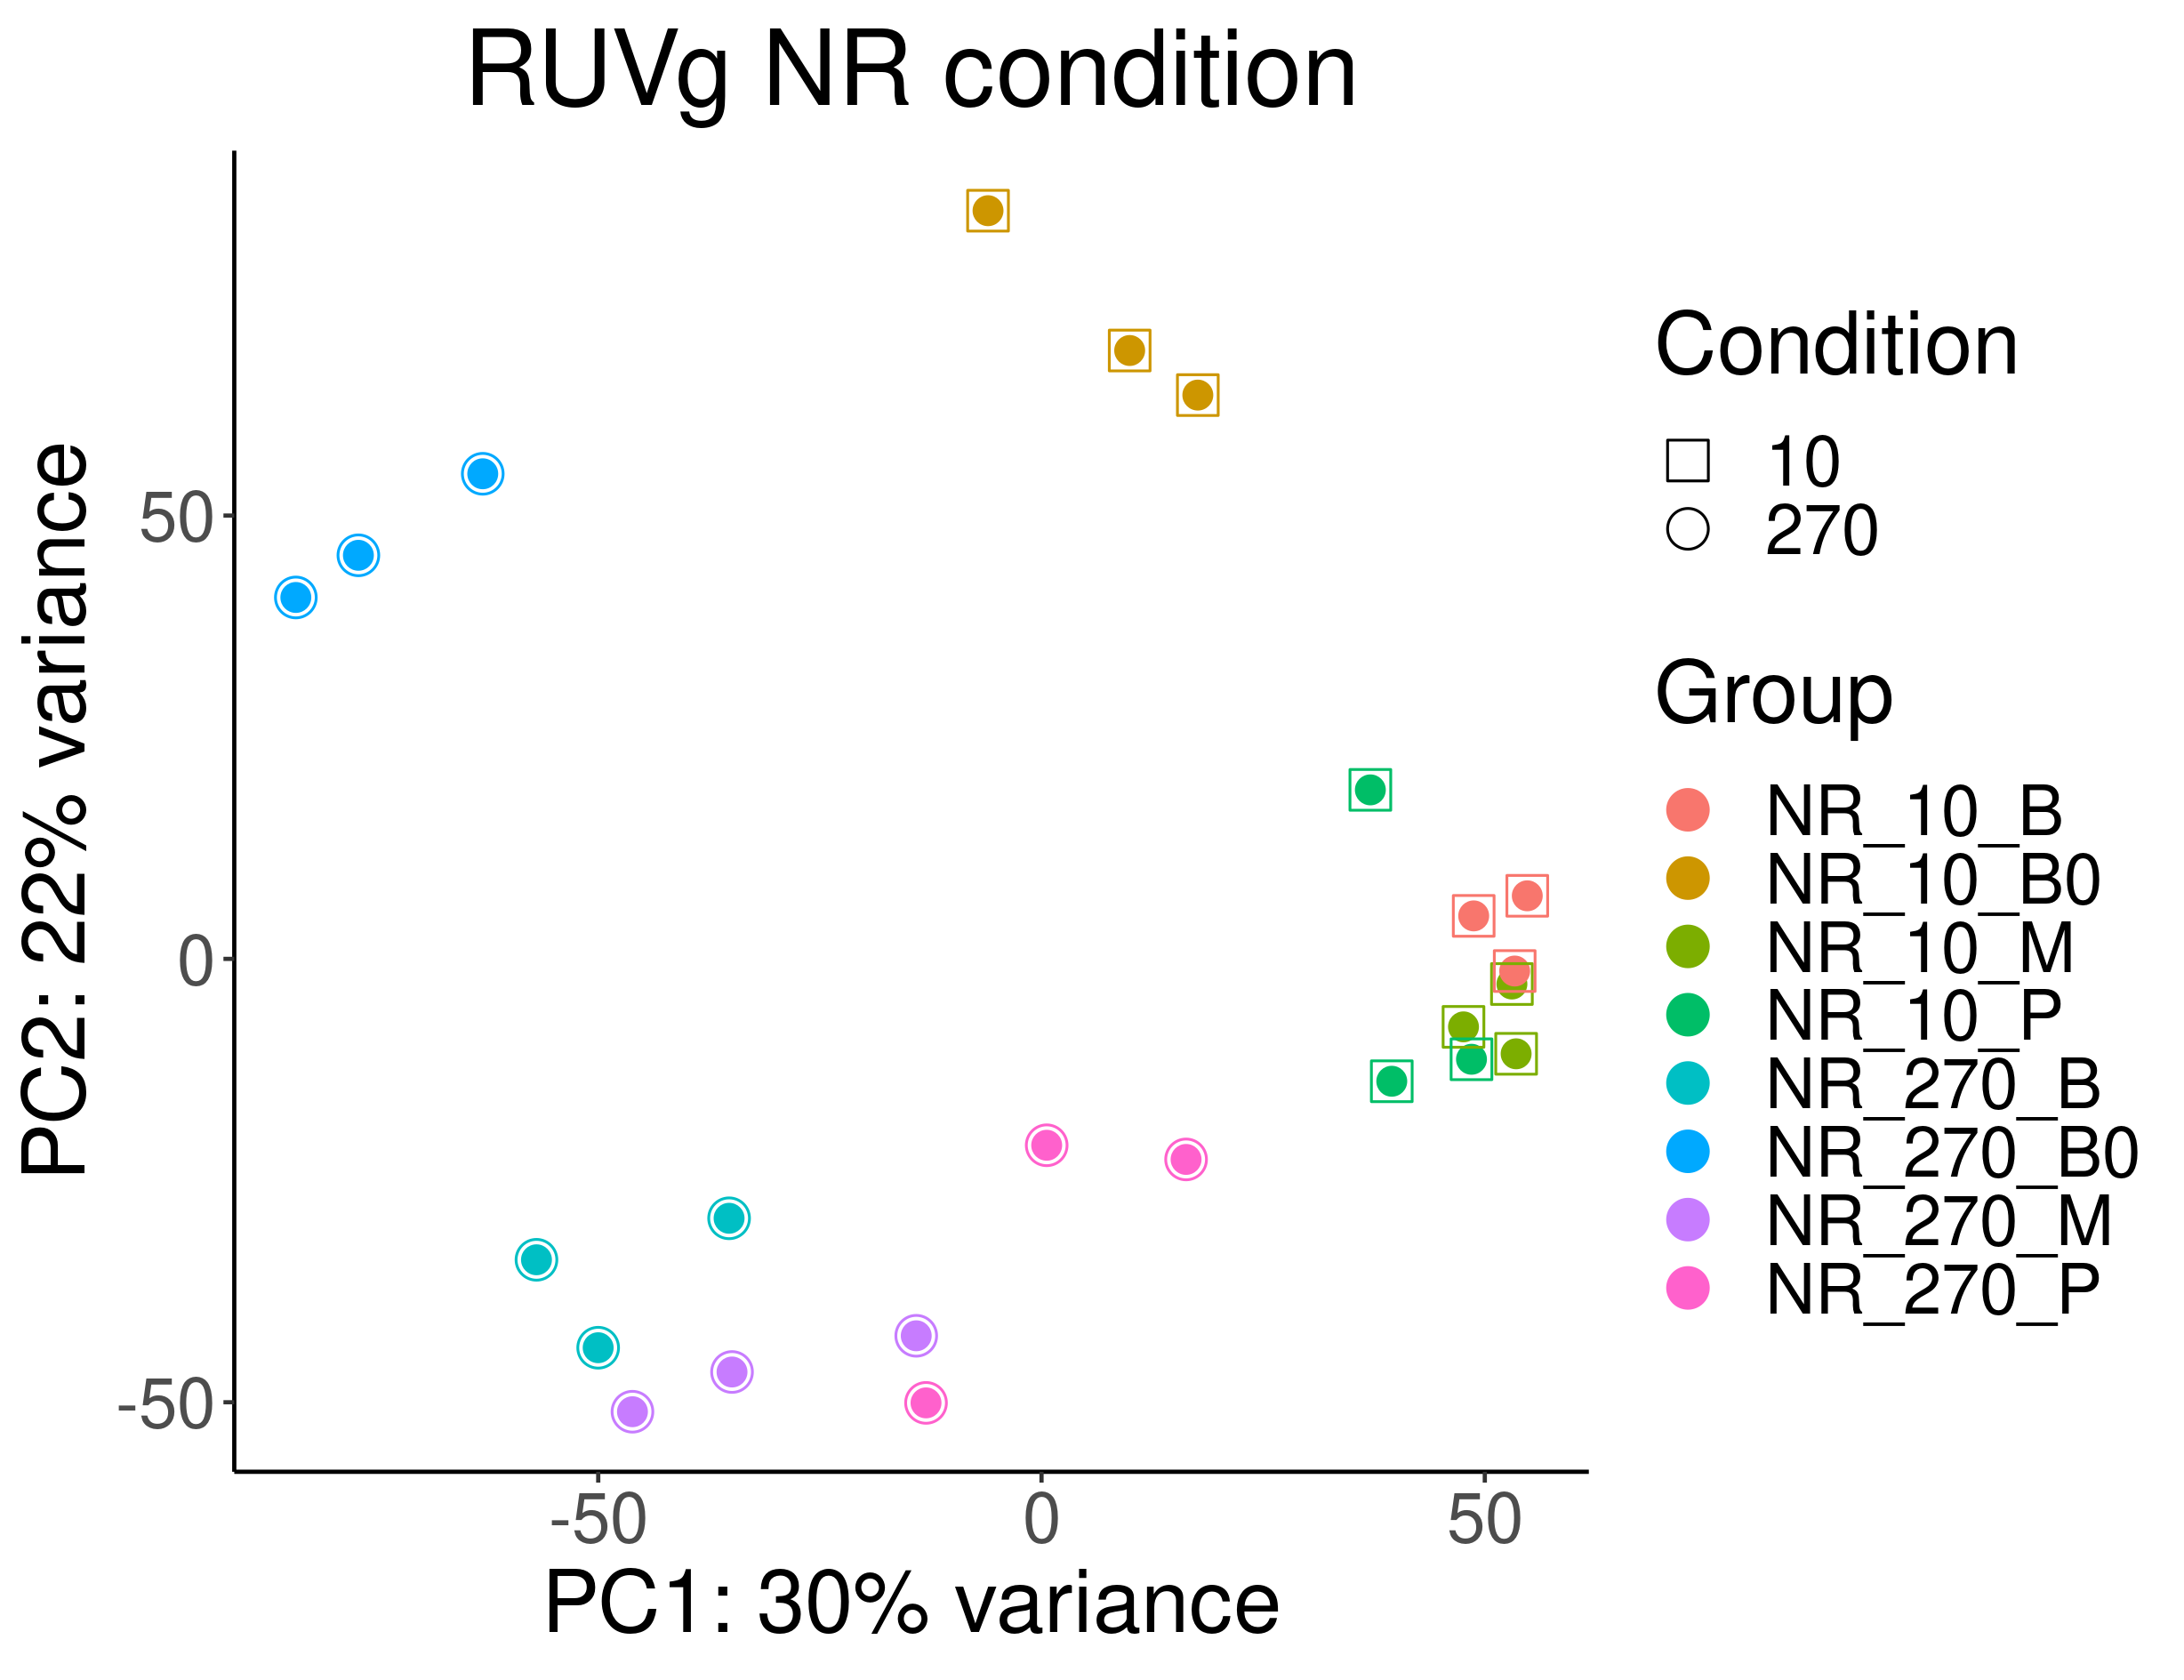 RUVg NR condition
PC2: 22% variance
50
0
-50
-50
0
50
PC1: 30% variance
Condition
10
270
Group
NR_10_B
NR_10_B0
NR_10_M
NR_10_P
NR_270_B
NR_270_B0
NR_270_M
NR_270_P